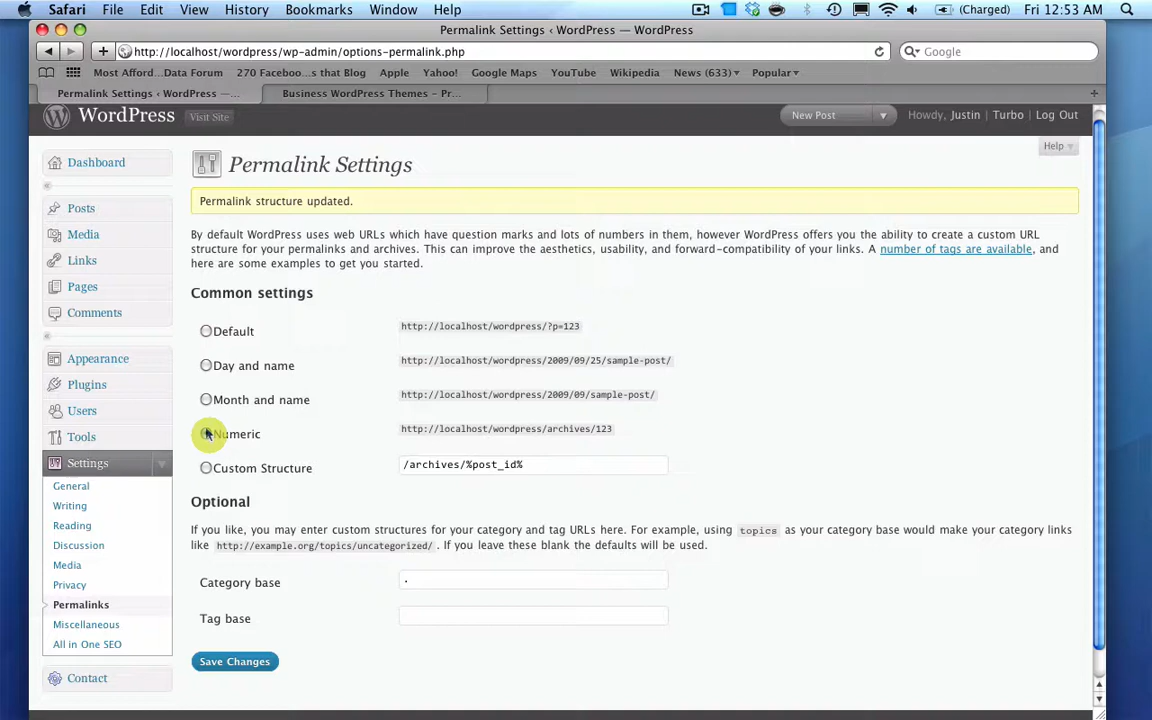 Safari File Edit View History Bookmarks Window Help (Charged) Fri 12:53 AM
Permalink Settings ‹ WordPress — WordPress
http://localhost/wordpress/wp-admin/options-permalink.php Google
Most Afford...Data Forum 270 Faceboo...s that Blog Apple Yahoo! Google Maps YouTube Wikipedia News (633) Popular
Permalink Settings ‹ WordPress —... Business WordPress Themes – Pr...
WordPress Visit Site New Post Howdy, Justin Turbo Log Out
Help
Dashboard
Posts
Media
Links
Pages
Comments
Appearance
Plugins
Users
Tools
Settings
General
Writing
Reading
Discussion
Media
Privacy
Permalinks
Miscellaneous
All in One SEO
Contact
Permalink Settings
Permalink structure updated.
By default WordPress uses web URLs which have question marks and lots of numbers in them, however WordPress offers you the ability to create a custom URL
structure for your permalinks and archives. This can improve the aesthetics, usability, and forward-compatibility of your links. A number of tags are available, and
here are some examples to get you started.
Common settings
Default http://localhost/wordpress/?p=123
Day and name http://localhost/wordpress/2009/09/25/sample-post/
Month and name http://localhost/wordpress/2009/09/sample-post/
Numeric http://localhost/wordpress/archives/123
Custom Structure /archives/%post_id%
Optional
If you like, you may enter custom structures for your category and tag URLs here. For example, using topics as your category base would make your category links
like http://example.org/topics/uncategorized/ . If you leave these blank the defaults will be used.
Category base .
Tag base
Save Changes